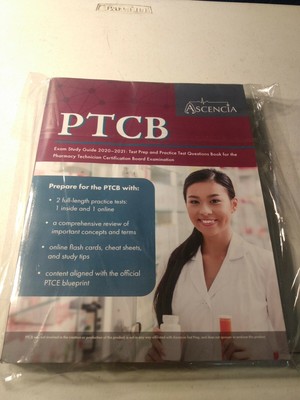 ASCENCIA
PTCB
Exam Study Guide 2020-2021: Test Prep and Practice Test Questions Book for the
Pharmacy Technician Certification Board Examination
Prepare for the PTCB with:
• 2 full-length practice tests:
1 inside and 1 online
• a comprehensive review of
important concepts and terms
• online flash cards, cheat sheets,
and study tips
• content aligned with the official
PTCE blueprint